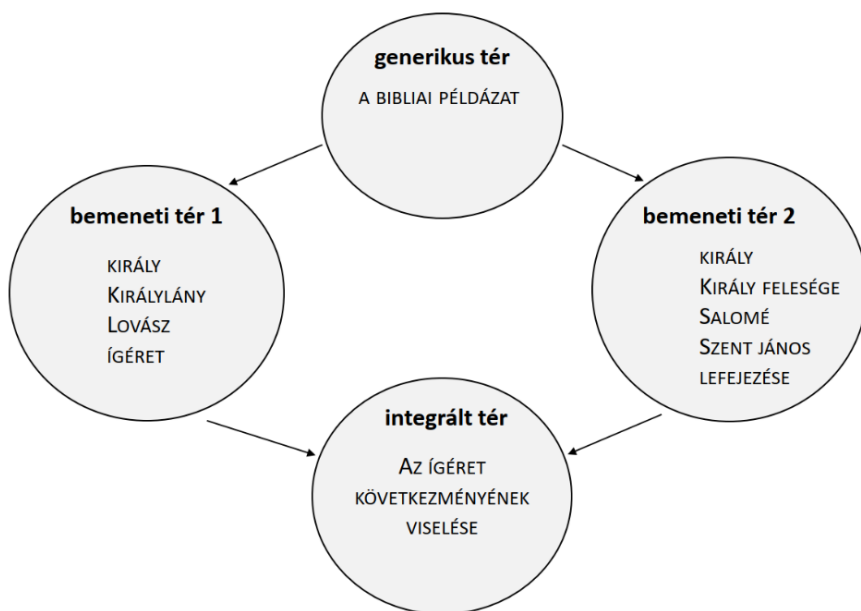 generikus tér
A BIBLIAI PÉLDÁZAT
bemeneti tér 1
KIRÁLY
KIRÁLYLÁNY
LOVÁSZ
ÍGÉRET
bemeneti tér 2
KIRÁLY
KIRÁLY FELESÉGE
SALOMÉ
SZENT JÁNOS
LEFEJEZÉSE
integrált tér
AZ ÍGÉRET
KÖVETKEZMÉNYÉNEK
VISELÉSE